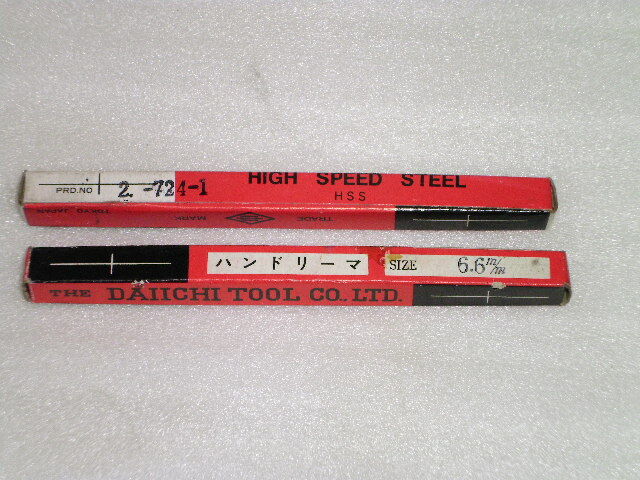 PRD.NO 2.-724-1
HIGH SPEED STEEL
HSS
TOKYO JAPAN
TRADE MARK
ハンドリーマ SIZE 6.6 m/m
THE DAIICHI TOOL CO., LTD.